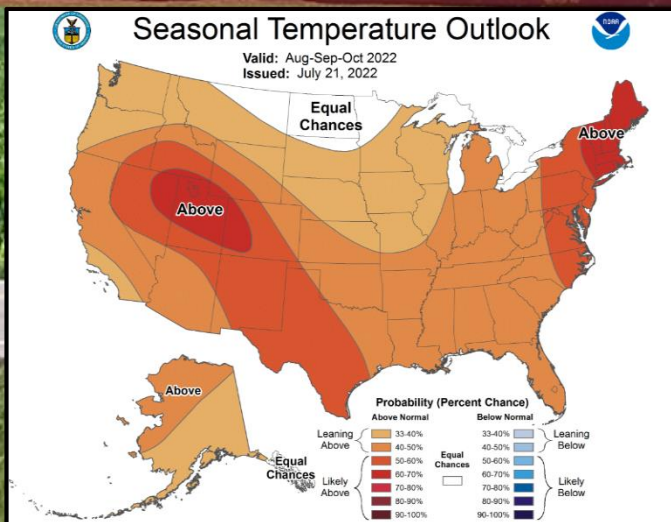 Seasonal Temperature Outlook
NOAA
Valid: Aug-Sep-Oct 2022
Issued: July 21, 2022
Equal
Chances
Above
Above
Above
Equal
Chances
Probability (Percent Chance)
Above Normal
Below Normal
Leaning
Above
33-40%
40-50%
Likely
Above
50-60%
60-70%
70-80%
80-90%
90-100%
Equal
Chances
33-40%
40-50%
Leaning
Below
50-60%
60-70%
70-80%
80-90%
90-100%
Likely
Below